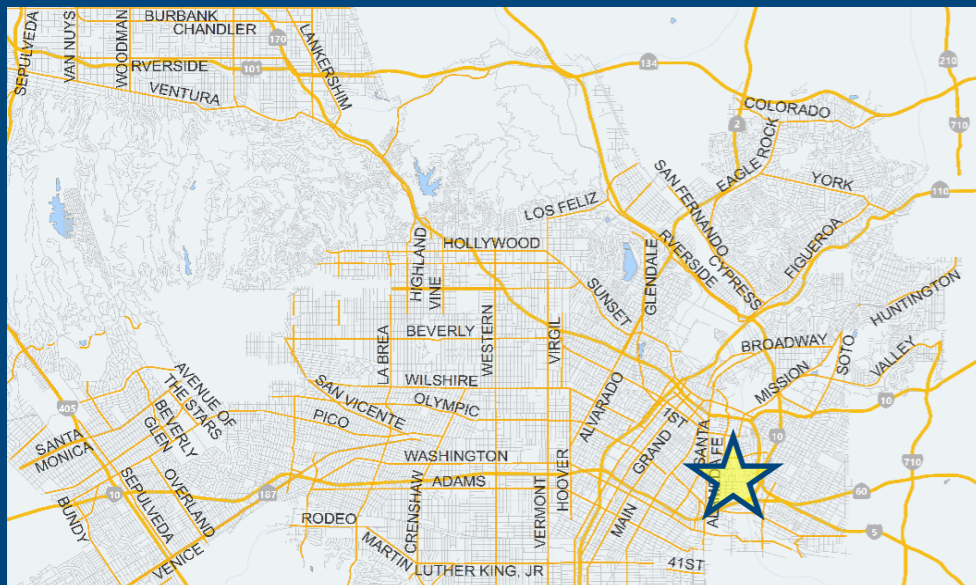 BURBANK
CHANDLER
SEPULVEDA
VAN NUYS
WOODMAN
170
LANKERSHIM
RVERSIDE
101
VENTURA
134
210
COLORADO
2
710
EAGLE ROCK
YORK
110
SAN FERNANDO
LOS FELIZ
HOLLYWOOD
HIGHLAND
VINE
RVERSIDE
CYPRESS
FIGUEROA
GLENDALE
SUNSET
HUNTINGTON
BEVERLY
LA BREA
WESTERN
VIRGIL
BROADWAY
SOTO
VALLEY
AVENUE OF
THE STARS
WILSHIRE
SAN VICENTE
OLYMPIC
PICO
ALVARADO
MISSION
10
405
BEVERLY
GLEN
1ST
GRAND
SANTA
FE
10
SANTA
MONICA
WASHINGTON
ADAMS
HOOVER
VERMONT
CRENSHAW
710
60
5
10
187
SEPULVEDA
OVERLAND
BUNDY
VENICE
RODEO
MARTIN
LUTHER KING, JR
MAIN
41ST